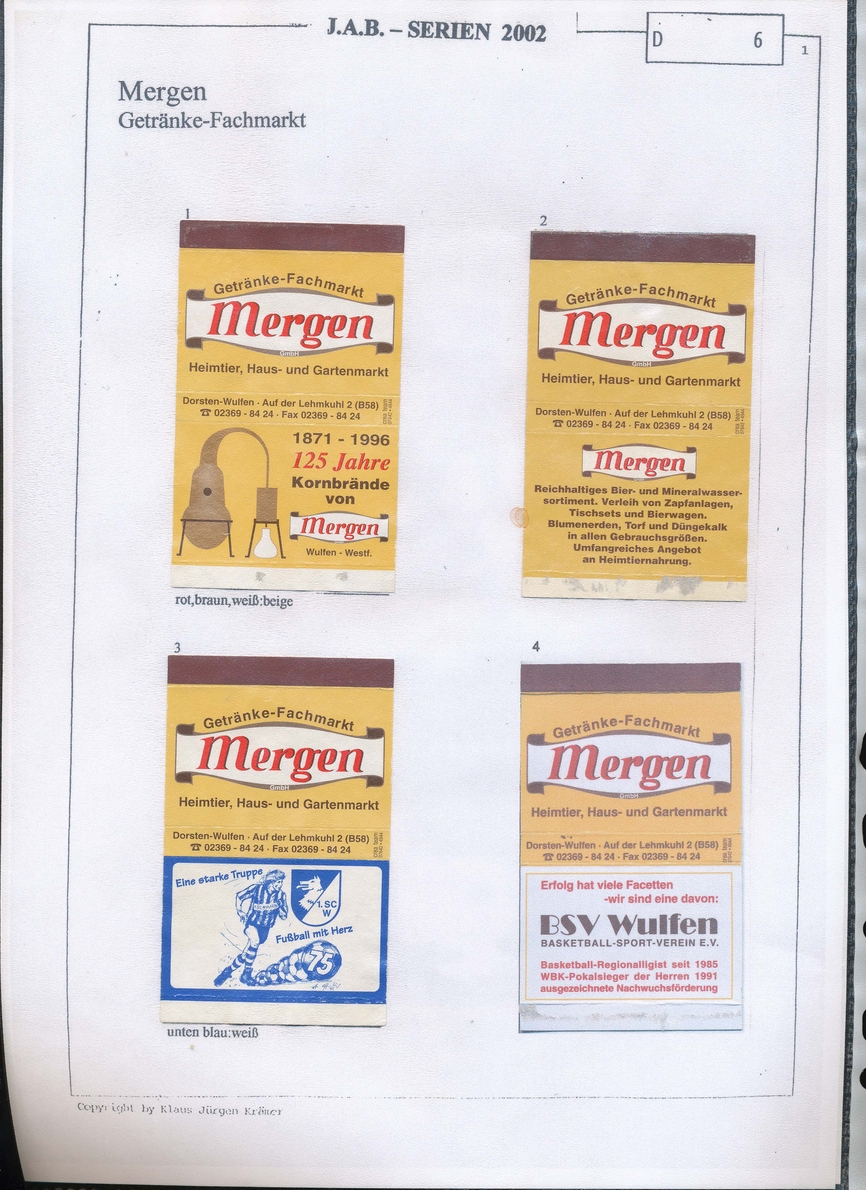 J.A.B. – SERIEN 2002
D 6
1
Mergen
Getränke-Fachmarkt
1
Getränke-Fachmarkt
Mergen
GmbH
Heimtier, Haus- und Gartenmarkt
Dorsten-Wulfen · Auf der Lehmkuhl 2 (B58)
☎ 02369 - 84 24 · Fax 02369 - 84 24
1871 - 1996
125 Jahre
Kornbrände
von
Mergen
Wulfen - Westf.
rot,braun,weiß:beige
2
Getränke-Fachmarkt
Mergen
GmbH
Heimtier, Haus- und Gartenmarkt
Dorsten-Wulfen · Auf der Lehmkuhl 2 (B58)
☎ 02369 - 84 24 · Fax 02369 - 84 24
Mergen
Reichhaltiges Bier- und Mineralwasser-
sortiment. Verleih von Zapfanlagen,
Tischsets und Bierwagen.
Blumenerden, Torf und Düngekalk
in allen Gebrauchsgrößen.
Umfangreiches Angebot
an Heimtiernahrung.
3
Getränke-Fachmarkt
Mergen
GmbH
Heimtier, Haus- und Gartenmarkt
Dorsten-Wulfen · Auf der Lehmkuhl 2 (B58)
☎ 02369 - 84 24 · Fax 02369 - 84 24
Eine starke Truppe
1. SC
W
Fußball mit Herz
75
unten blau:weiß
4
Getränke-Fachmarkt
Mergen
GmbH
Heimtier, Haus- und Gartenmarkt
Dorsten-Wulfen · Auf der Lehmkuhl 2 (B58)
☎ 02369 - 84 24 · Fax 02369 - 84 24
Erfolg hat viele Facetten
-wir sind eine davon:
BSV Wulfen
BASKETBALL-SPORT-VEREIN E.V.
Basketball-Regionalligist seit 1985
WBK-Pokalsieger der Herren 1991
ausgezeichnete Nachwuchsförderung
Copyright by Klaus Jürgen Krämer